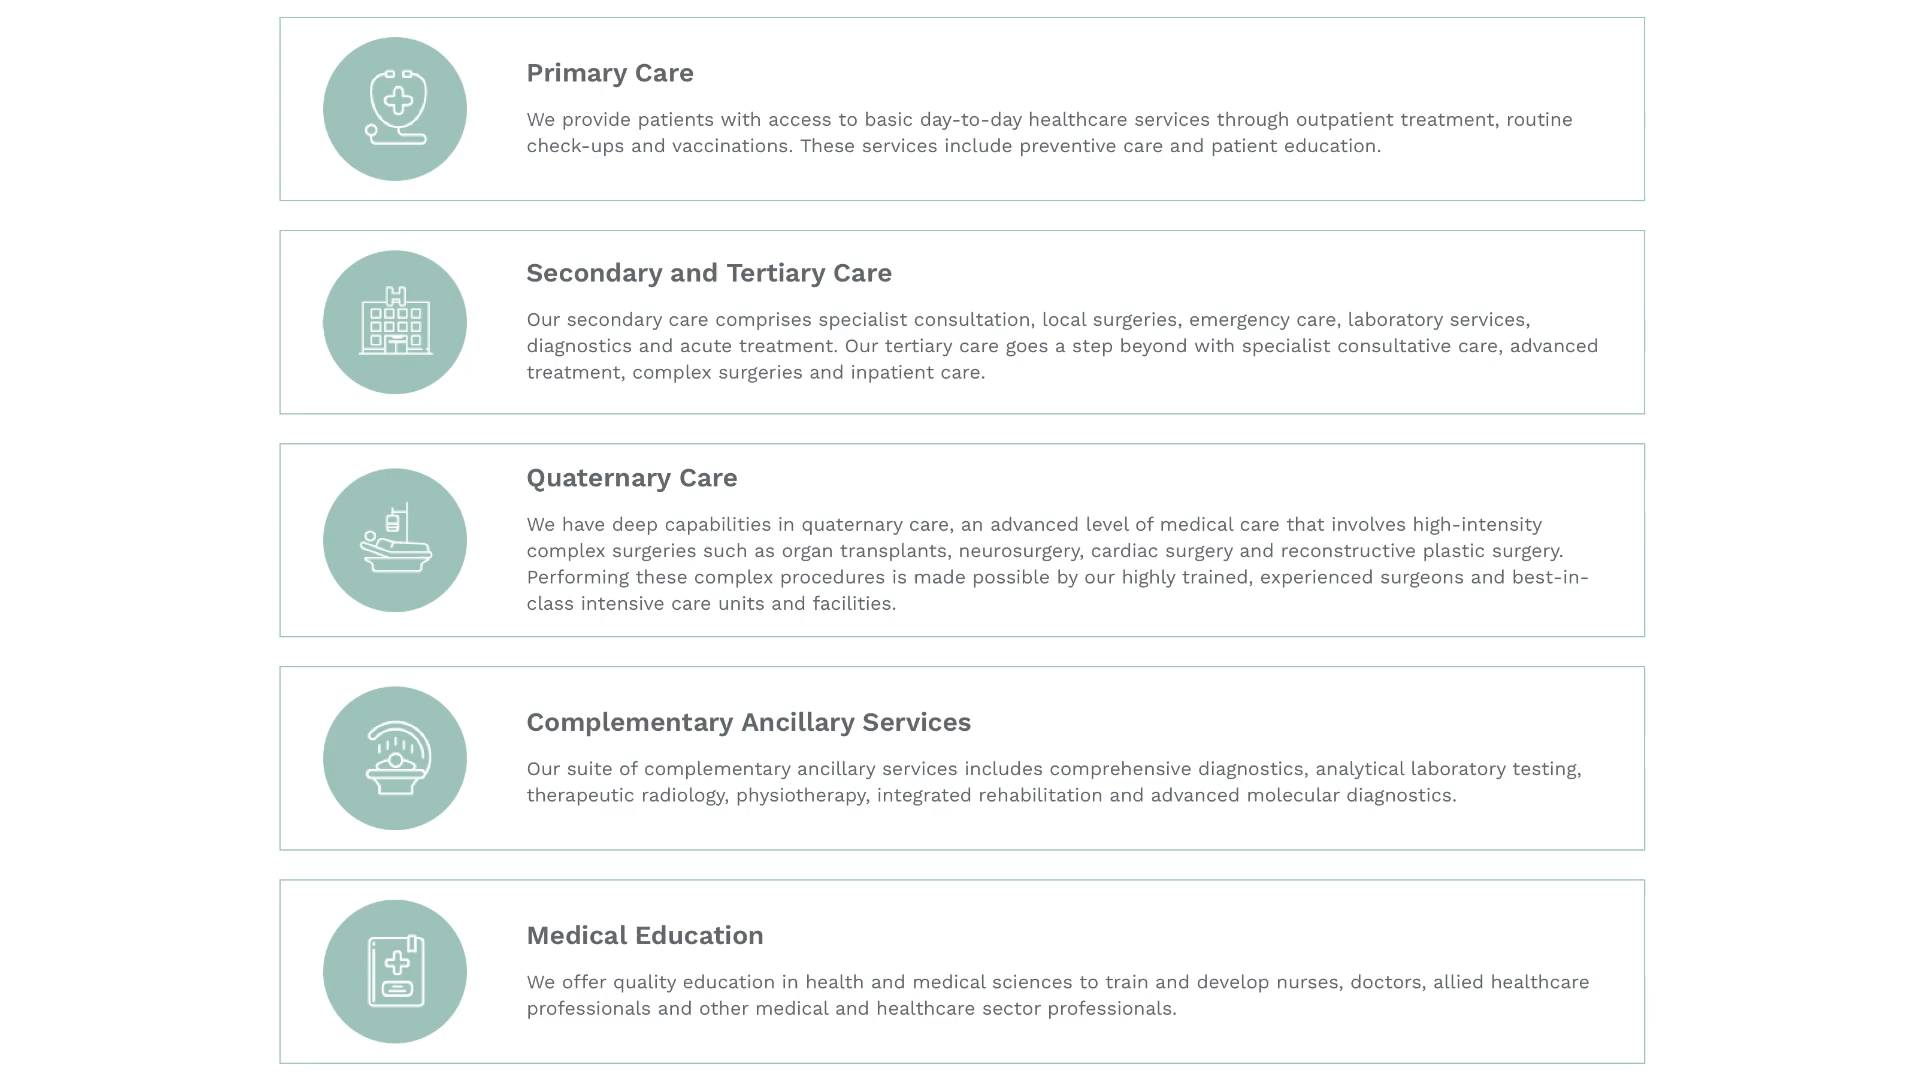 Primary Care
We provide patients with access to basic day-to-day healthcare services through outpatient treatment, routine
check-ups and vaccinations. These services include preventive care and patient education.
Secondary and Tertiary Care
Our secondary care comprises specialist consultation, local surgeries, emergency care, laboratory services,
diagnostics and acute treatment. Our tertiary care goes a step beyond with specialist consultative care, advanced
treatment, complex surgeries and inpatient care.
Quaternary Care
We have deep capabilities in quaternary care, an advanced level of medical care that involves high-intensity
complex surgeries such as organ transplants, neurosurgery, cardiac surgery and reconstructive plastic surgery.
Performing these complex procedures is made possible by our highly trained, experienced surgeons and best-in-
class intensive care units and facilities.
Complementary Ancillary Services
Our suite of complementary ancillary services includes comprehensive diagnostics, analytical laboratory testing,
therapeutic radiology, physiotherapy, integrated rehabilitation and advanced molecular diagnostics.
Medical Education
We offer quality education in health and medical sciences to train and develop nurses, doctors, allied healthcare
professionals and other medical and healthcare sector professionals.